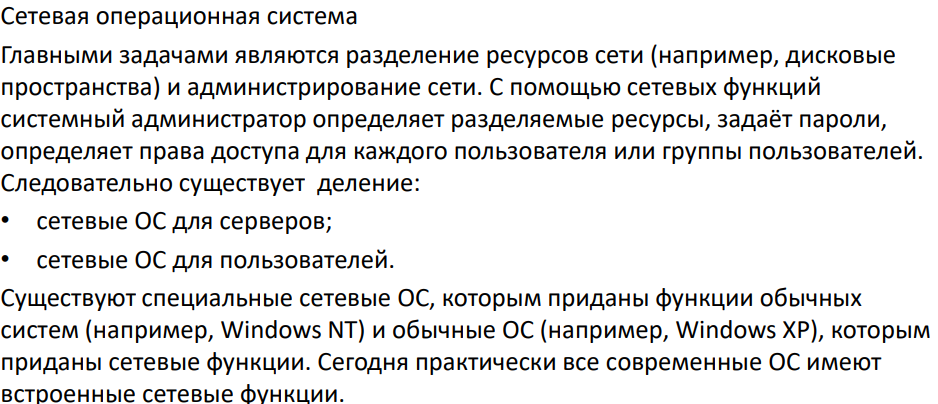 Сетевая операционная система
Главными задачами являются разделение ресурсов сети (например, дисковые
пространства) и администрирование сети. С помощью сетевых функций
системный администратор определяет разделяемые ресурсы, задаёт пароли,
определяет права доступа для каждого пользователя или группы пользователей.
Следовательно существует  деление:
• сетевые ОС для серверов;
• сетевые ОС для пользователей.
Существуют специальные сетевые ОС, которым приданы функции обычных
систем (например, Windows NT) и обычные ОС (например, Windows XP), которым
приданы сетевые функции. Сегодня практически все современные ОС имеют
встроенные сетевые функции.